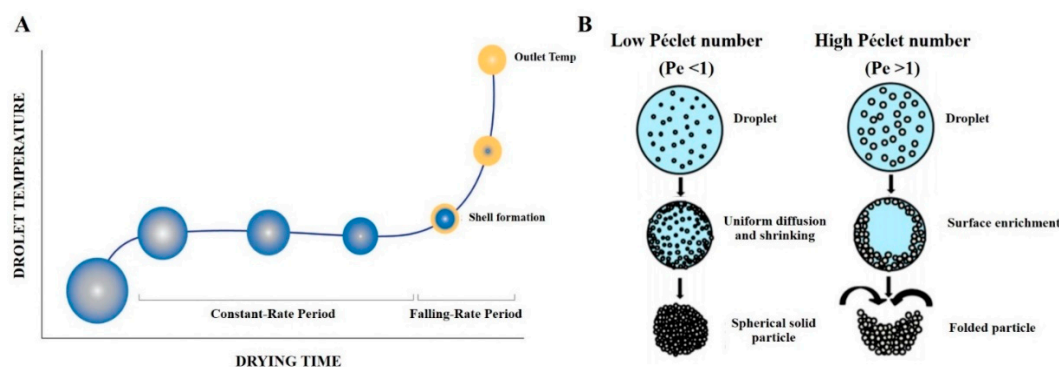 A
DROLET TEMPERATURE
Outlet Temp
Shell formation
Constant-Rate Period
Falling-Rate Period
DRYING TIME
B
Low Péclet number
(Pe <1)
Droplet
Uniform diffusion
and shrinking
Spherical solid
particle
High Péclet number
(Pe >1)
Droplet
Surface enrichment
Folded particle